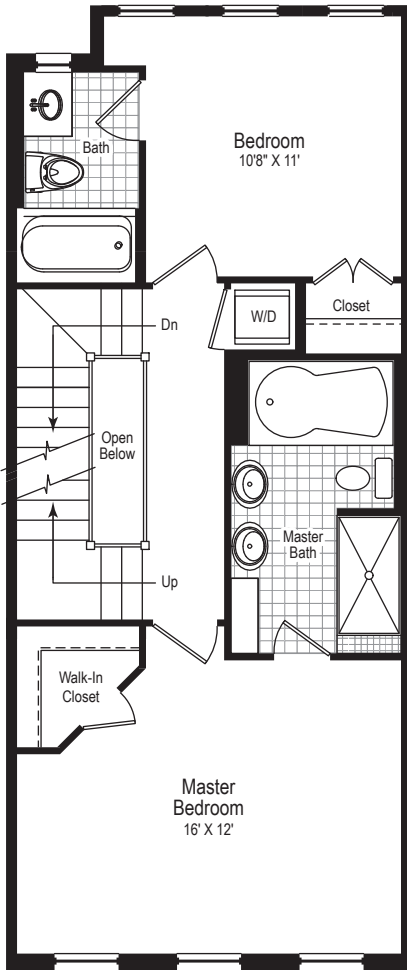 Bath
Bedroom
10'8" X 11'
Dn
W/D
Closet
Open
Below
Master
Bath
Up
Walk-In
Closet
Master
Bedroom
16' X 12'